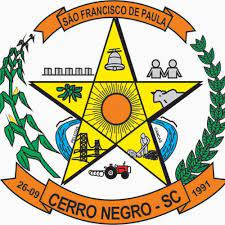 SÃO FRANCISCO DE PAULA
26-09
CERRO NEGRO - SC
1991